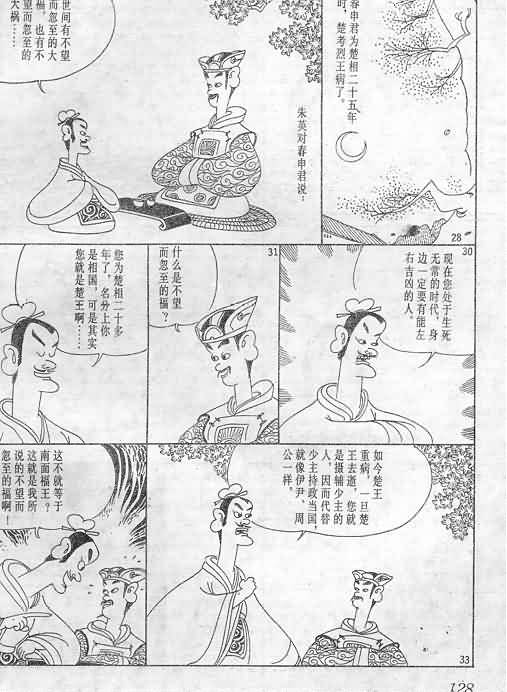 春申君为楚相二十五年
时，楚考烈王病了。
28
朱英对春申君说：
世间有不望
而忽至的大
福，也有不
望而忽至的
大祸……
现在您处于生死
无常的时代，身
边一定要有能左
右吉凶的人。
30
什么是不望
而忽至的福？
31
您为楚相二十多
年了，名分上你
是相国，可是其实
您就是楚王啊……
如今楚王
重病，一旦楚
王去逝，您就
是摄辅少主的
人，因而代替
少主持政当国，
就像伊尹、周
公一样。
33
这不就等于
南面福王？
这就是我所
说的不望而
忽至的福啊！
128